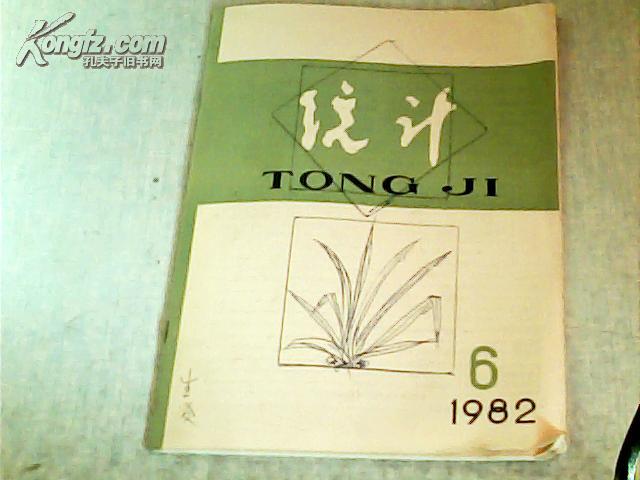 Kongfz.com
孔夫子旧书网
统计
TONG JI
6
1982